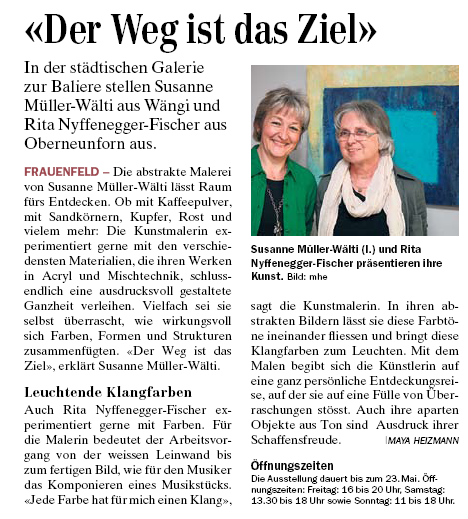 «Der Weg ist das Ziel»
In der städtischen Galerie
zur Baliere stellen Susanne
Müller-Wälti aus Wängi und
Rita Nyffenegger-Fischer aus
Oberneunforn aus.
FRAUENFELD – Die abstrakte Malerei
von Susanne Müller-Wälti lässt Raum
fürs Entdecken. Ob mit Kaffeepulver,
mit Sandkörnern, Kupfer, Rost und
vielem mehr: Die Kunstmalerin ex-
perimentiert gerne mit den verschie-
densten Materialien, die ihren Werken
in Acryl und Mischtechnik, schluss-
endlich eine ausdrucksvoll gestaltete
Ganzheit verleihen. Vielfach sei sie
selbst überrascht, wie wirkungsvoll
sich Farben, Formen und Strukturen
zusammenfügten. «Der Weg ist das
Ziel», erklärt Susanne Müller-Wälti.
Leuchtende Klangfarben
Auch Rita Nyffenegger-Fischer ex-
perimentiert gerne mit Farben. Für
die Malerin bedeutet der Arbeitsvor-
gang von der weissen Leinwand bis
zum fertigen Bild, wie für den Musiker
das Komponieren eines Musikstücks.
«Jede Farbe hat für mich einen Klang»,
Susanne Müller-Wälti (l.) und Rita
Nyffenegger-Fischer präsentieren ihre
Kunst. Bild: mhe
sagt die Kunstmalerin. In ihren ab-
strakten Bildern lässt sie diese Farbtö-
ne ineinander fliessen und bringt diese
Klangfarben zum Leuchten. Mit dem
Malen begibt sich die Künstlerin auf
eine ganz persönliche Entdeckungsrei-
se, auf der sie auf eine Fülle von Über-
raschungen stösst. Auch ihre aparten
Objekte aus Ton sind Ausdruck ihrer
Schaffensfreude. MAYA HEIZMANN
Öffnungszeiten
Die Ausstellung dauert bis zum 23. Mai. Öff-
nungszeiten: Freitag: 16 bis 20 Uhr, Samstag:
13.30 bis 18 Uhr sowie Sonntag: 11 bis 18 Uhr.